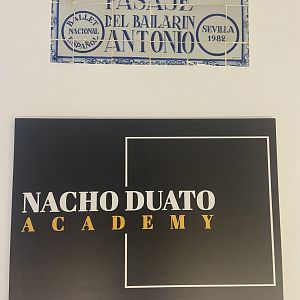 PASAJE
DEL BAILARIN
ANTONIO
BALLET
NACIONAL
ESPAÑOL
SEVILLA
1982
NACHO DUATO
ACADEMY